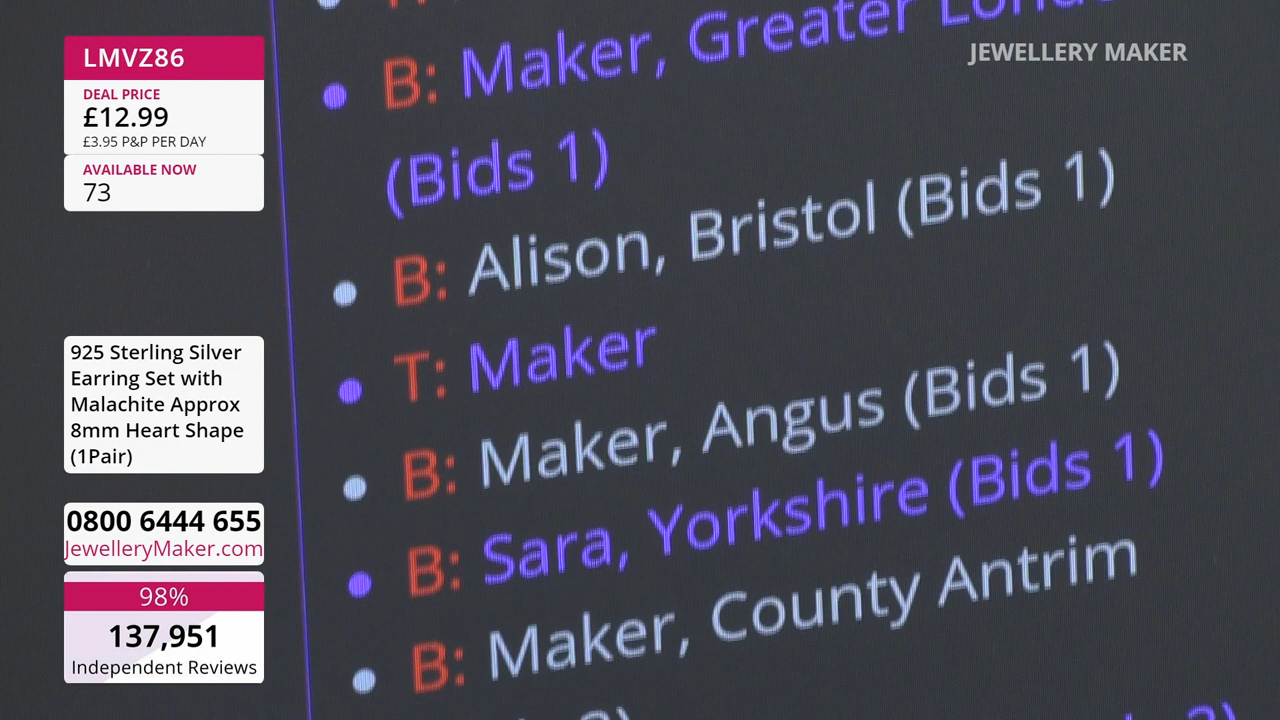 LMVZ86
DEAL PRICE
£12.99
£3.95 P&P PER DAY
AVAILABLE NOW
73
925 Sterling Silver
Earring Set with
Malachite Approx
8mm Heart Shape
(1Pair)
0800 6444 655
JewelleryMaker.com
98%
137,951
Independent Reviews
JEWELLERY MAKER
B: Maker, Greater
(Bids 1)
B: Alison, Bristol (Bids 1)
T: Maker
B: Maker, Angus (Bids 1)
B: Sara, Yorkshire (Bids 1)
B: Maker, County Antrim